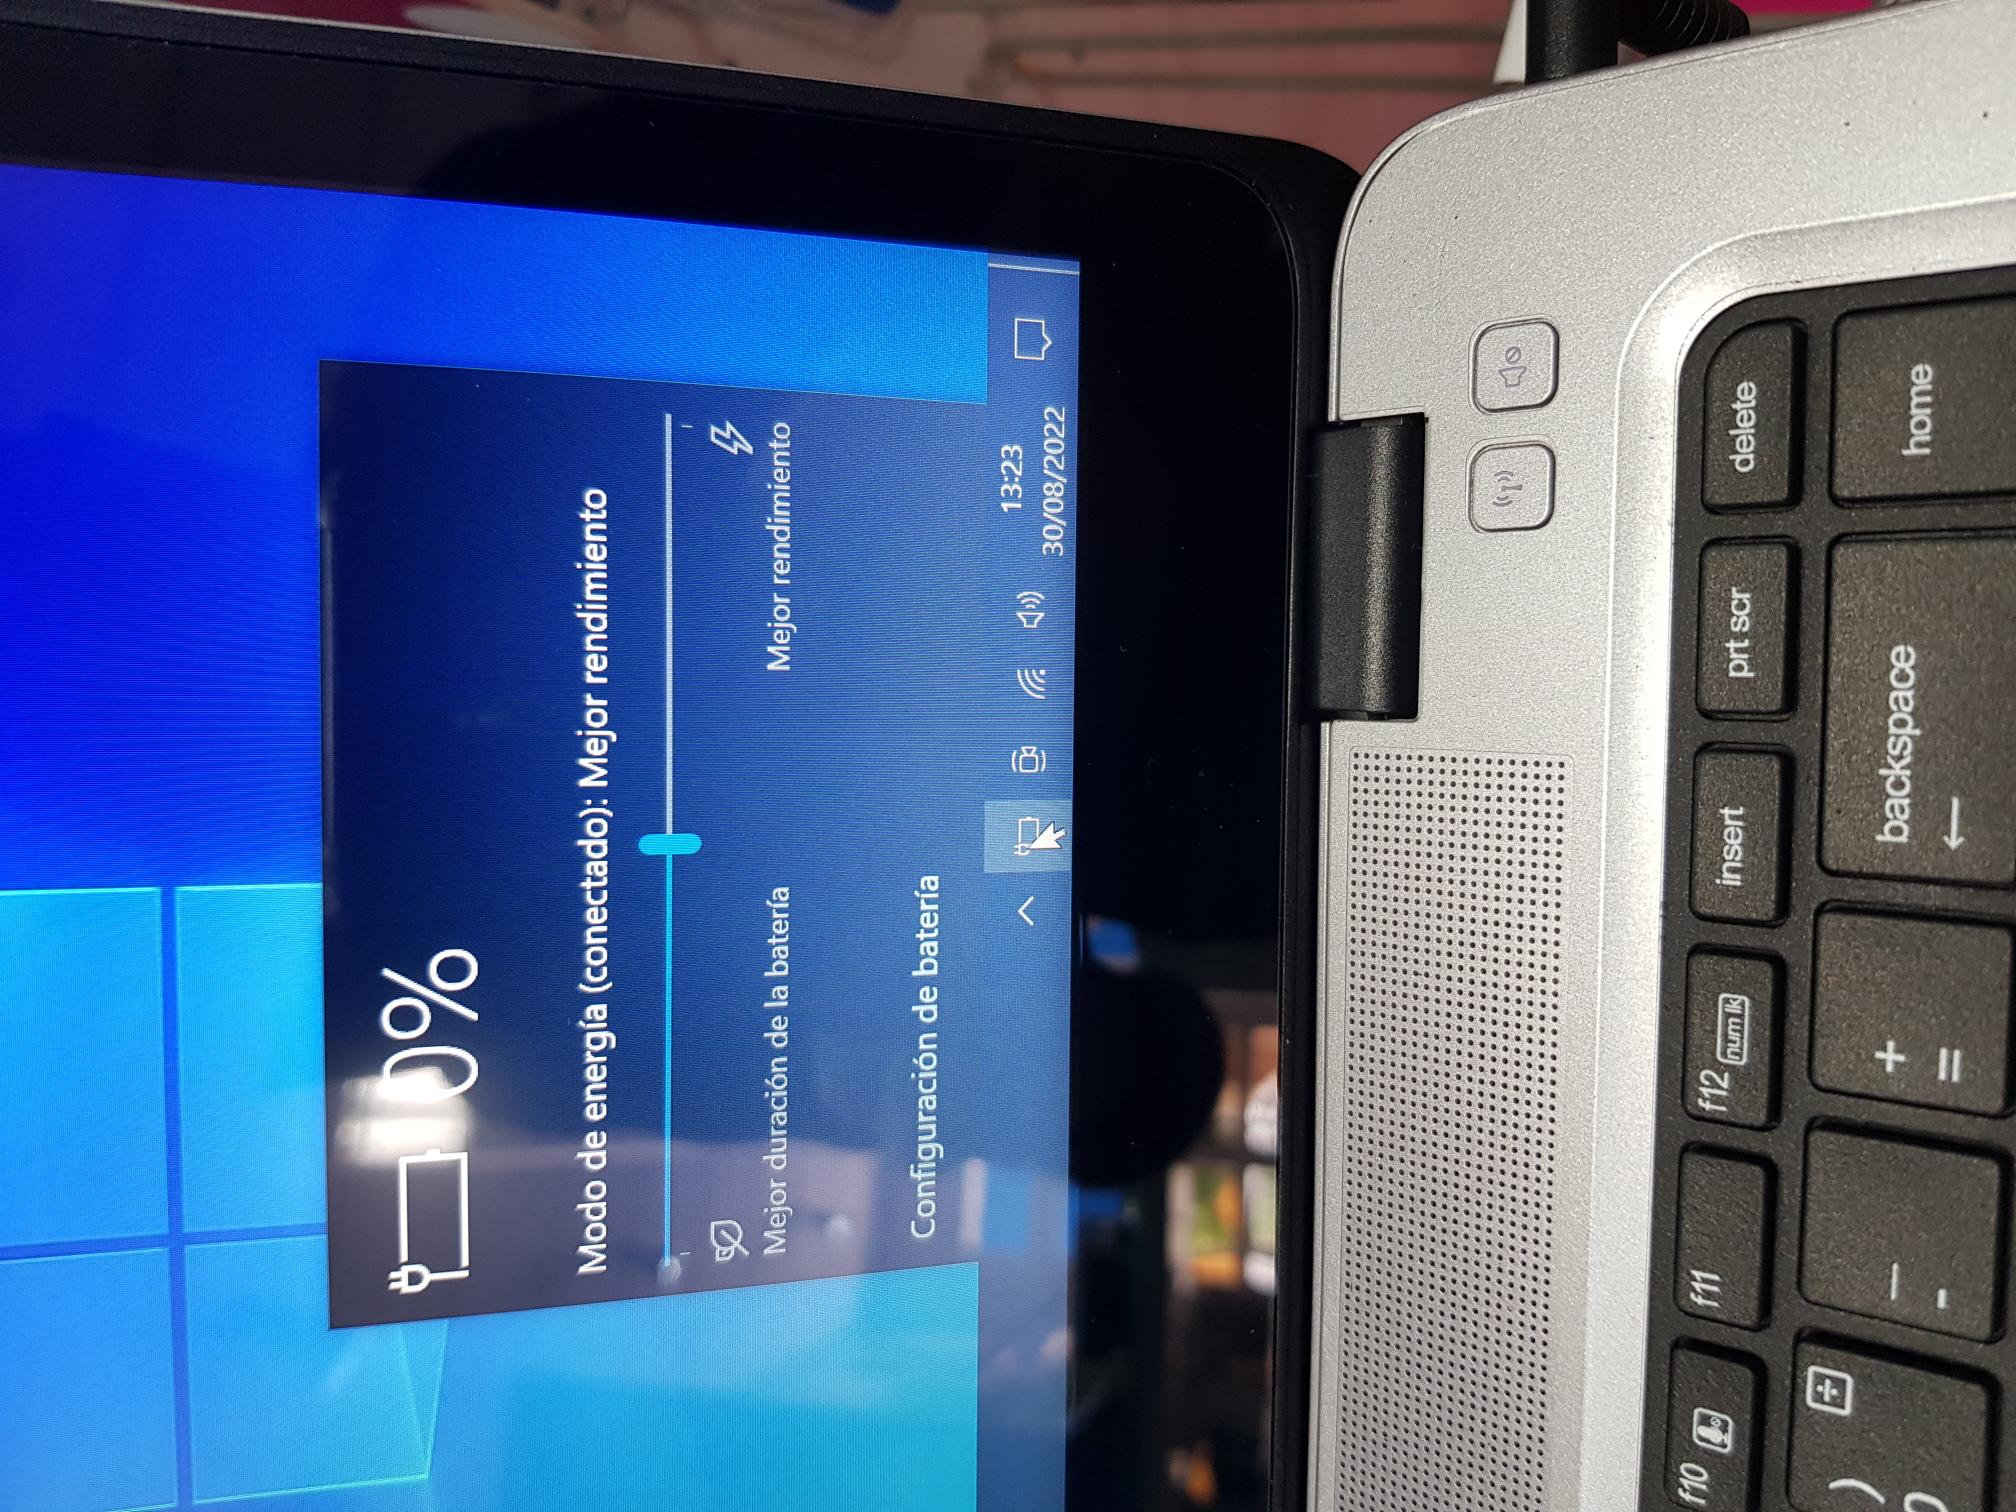 0%
Modo de energía (conectado): Mejor rendimiento
Mejor duración de la batería
Mejor rendimiento
Configuración de batería
13:23
30/08/2022
f10
f11
f12 num lk
insert
prt scr
delete
)
0
_
-
+
=
backspace
home